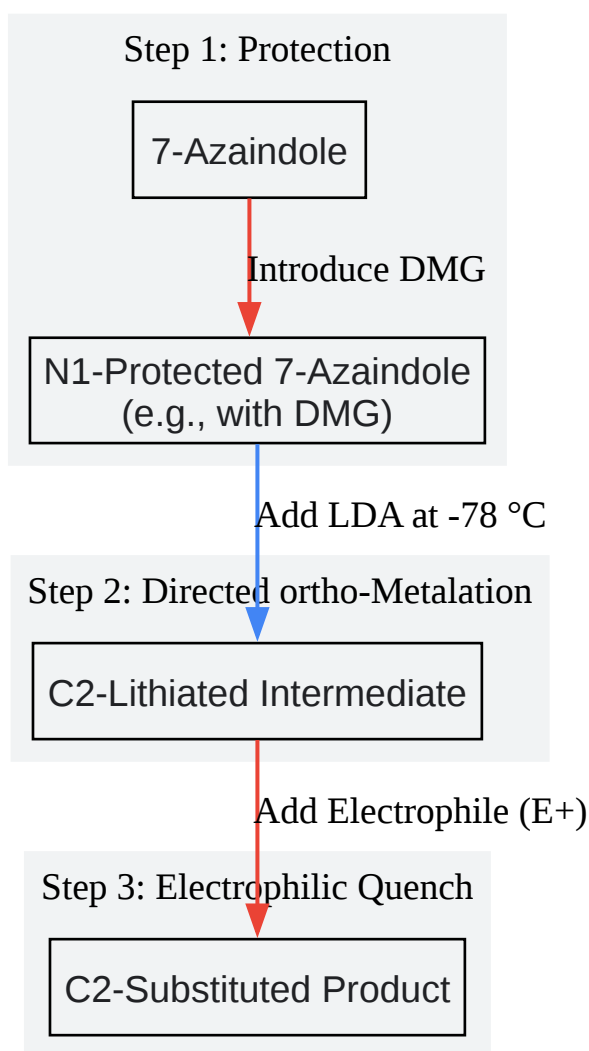 Step 1: Protection
7-Azaindole
Introduce DMG
N1-Protected 7-Azaindole
(e.g., with DMG)
Add LDA at -78 °C
Step 2: Directed ortho-Metalation
C2-Lithiated Intermediate
Add Electrophile (E+)
Step 3: Electrophilic Quench
C2-Substituted Product